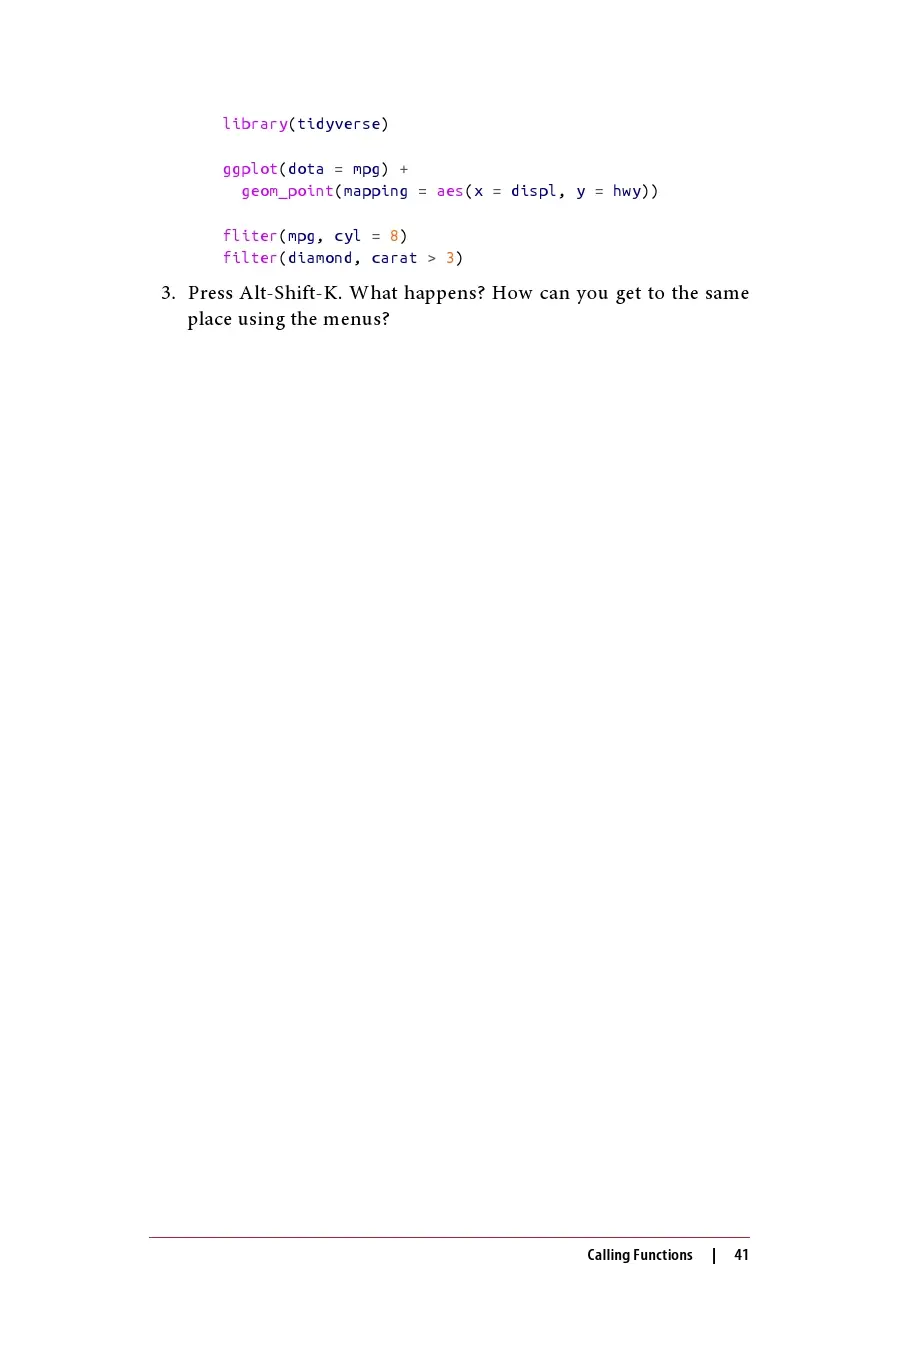 library(tidyverse)
ggplot(dota = mpg) +
  geom_point(mapping = aes(x = displ, y = hwy))
fliter(mpg, cyl = 8)
filter(diamond, carat > 3)
3. Press Alt-Shift-K. What happens? How can you get to the same
place using the menus?
Calling Functions | 41